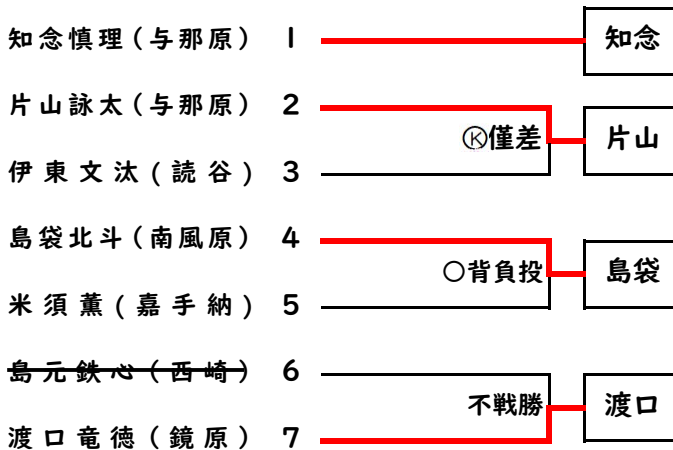 知念慎理(与那原) 1 知念
片山詠太(与那原) 2
Ⓚ僅差 片山
伊東文汰(読谷) 3
島袋北斗(南風原) 4
○背負投 島袋
米須薫(嘉手納) 5
島元鉄心(西崎) 6
不戦勝 渡口
渡口竜徳(鏡原) 7